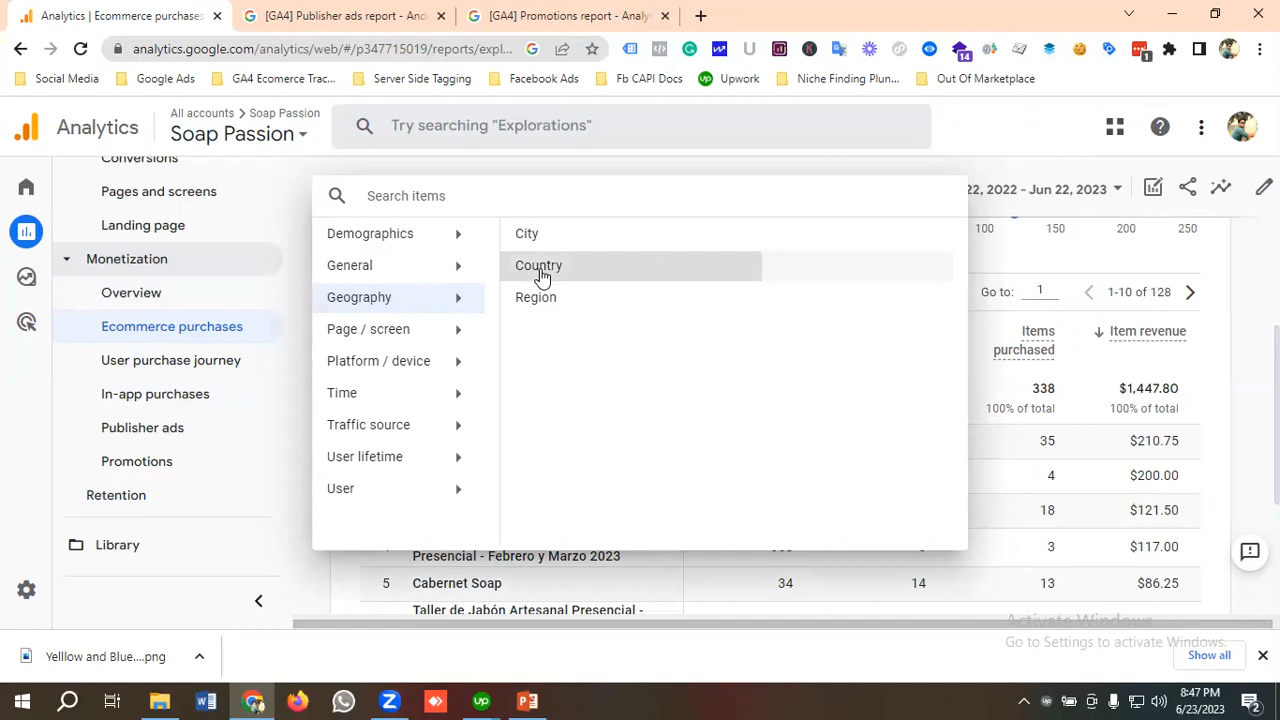 Analytics | Ecommerce purchases
[GA4] Publisher ads report - And
[GA4] Promotions report - Analy
analytics.google.com/analytics/web/#/p347715019/reports/expl...
14
1
Social Media
Google Ads
GA4 Ecomerce Trac...
Server Side Tagging
Facebook Ads
Fb CAPI Docs
Upwork
Niche Finding Plun...
Out Of Marketplace
Analytics
All accounts > Soap Passion
Soap Passion
Try searching "Explorations"
Conversions
Pages and screens
Landing page
Monetization
Overview
Ecommerce purchases
User purchase journey
In-app purchases
Publisher ads
Promotions
Retention
Library
Search items
Demographics
General
Geography
Page / screen
Platform / device
Time
Traffic source
User lifetime
User
City
Country
Region
22, 2022 - Jun 22, 2023
100 150 200 250
Go to: 1 1-10 of 128
Items purchased
Item revenue
338 $1,447.80
100% of total 100% of total
35 $210.75
4 $200.00
18 $121.50
Presencial - Febrero y Marzo 2023 3 $117.00
5 Cabernet Soap 34 14 13 $86.25
Taller de Jabón Artesanal Presencial -
Activate Windows
Go to Settings to activate Windows.
Yelllow and Blue....png
Show all
8:47 PM
6/23/2023
2